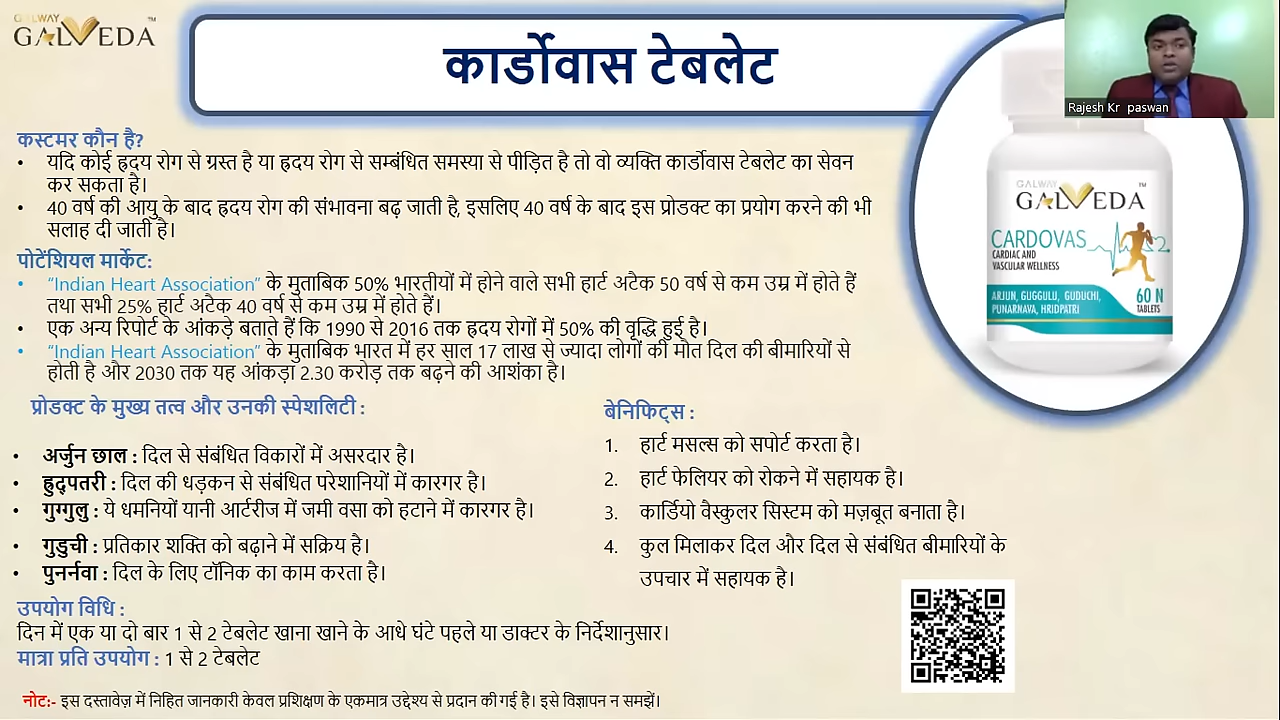 GALWAY
GALVEDA
TM
कार्डोवास टेबलेट
Rajesh Kr paswan
कस्टमर कौन है?
• यदि कोई ह्रदय रोग से ग्रस्त है या ह्रदय रोग से सम्बंधित समस्या से पीड़ित है तो वो व्यक्ति कार्डोवास टेबलेट का सेवन
कर सकता है।
• 40 वर्ष की आयु के बाद ह्रदय रोग की संभावना बढ़ जाती है, इसलिए 40 वर्ष के बाद इस प्रोडक्ट का प्रयोग करने की भी
सलाह दी जाती है।
पोटेंशियल मार्केट:
• “Indian Heart Association” के मुताबिक 50% भारतीयों में होने वाले सभी हार्ट अटैक 50 वर्ष से कम उम्र में होते हैं
तथा सभी 25% हार्ट अटैक 40 वर्ष से कम उम्र में होते हैं।
• एक अन्य रिपोर्ट के आंकड़े बताते हैं कि 1990 से 2016 तक ह्रदय रोगों में 50% की वृद्धि हुई है।
• “Indian Heart Association” के मुताबिक भारत में हर साल 17 लाख से ज्यादा लोगों की मौत दिल की बीमारियों से
होती है और 2030 तक यह आंकड़ा 2.30 करोड़ तक बढ़ने की आशंका है।
GALWAY
GALVEDA
TM
CARDOVAS
CARDIAC AND
VASCULAR WELLNESS
ARJUN, GUGGULU, GUDUCHI,
PUNARNAVA, HRIDPATRI
60 N
TABLETS
प्रोडक्ट के मुख्य तत्व और उनकी स्पेशलिटी :
• अर्जुन छाल : दिल से संबंधित विकारों में असरदार है।
• हृदपतरी : दिल की धड़कन से संबंधित परेशानियों में कारगर है।
• गुग्गुलु : ये धमनियों यानी आर्टरीज में जमी वसा को हटाने में कारगर है।
• गुडुची : प्रतिकार शक्ति को बढ़ाने में सक्रिय है।
• पुनर्नवा : दिल के लिए टॉनिक का काम करता है।
बेनिफिट्स :
1. हार्ट मसल्स को सपोर्ट करता है।
2. हार्ट फेलियर को रोकने में सहायक है।
3. कार्डियो वैस्कुलर सिस्टम को मज़बूत बनाता है।
4. कुल मिलाकर दिल और दिल से संबंधित बीमारियों के
उपचार में सहायक है।
उपयोग विधि :
दिन में एक या दो बार 1 से 2 टेबलेट खाना खाने के आधे घंटे पहले या डाक्टर के निर्देशानुसार।
मात्रा प्रति उपयोग : 1 से 2 टेबलेट
नोट:- इस दस्तावेज़ में निहित जानकारी केवल प्रशिक्षण के एकमात्र उद्देश्य से प्रदान की गई है। इसे विज्ञापन न समझें।